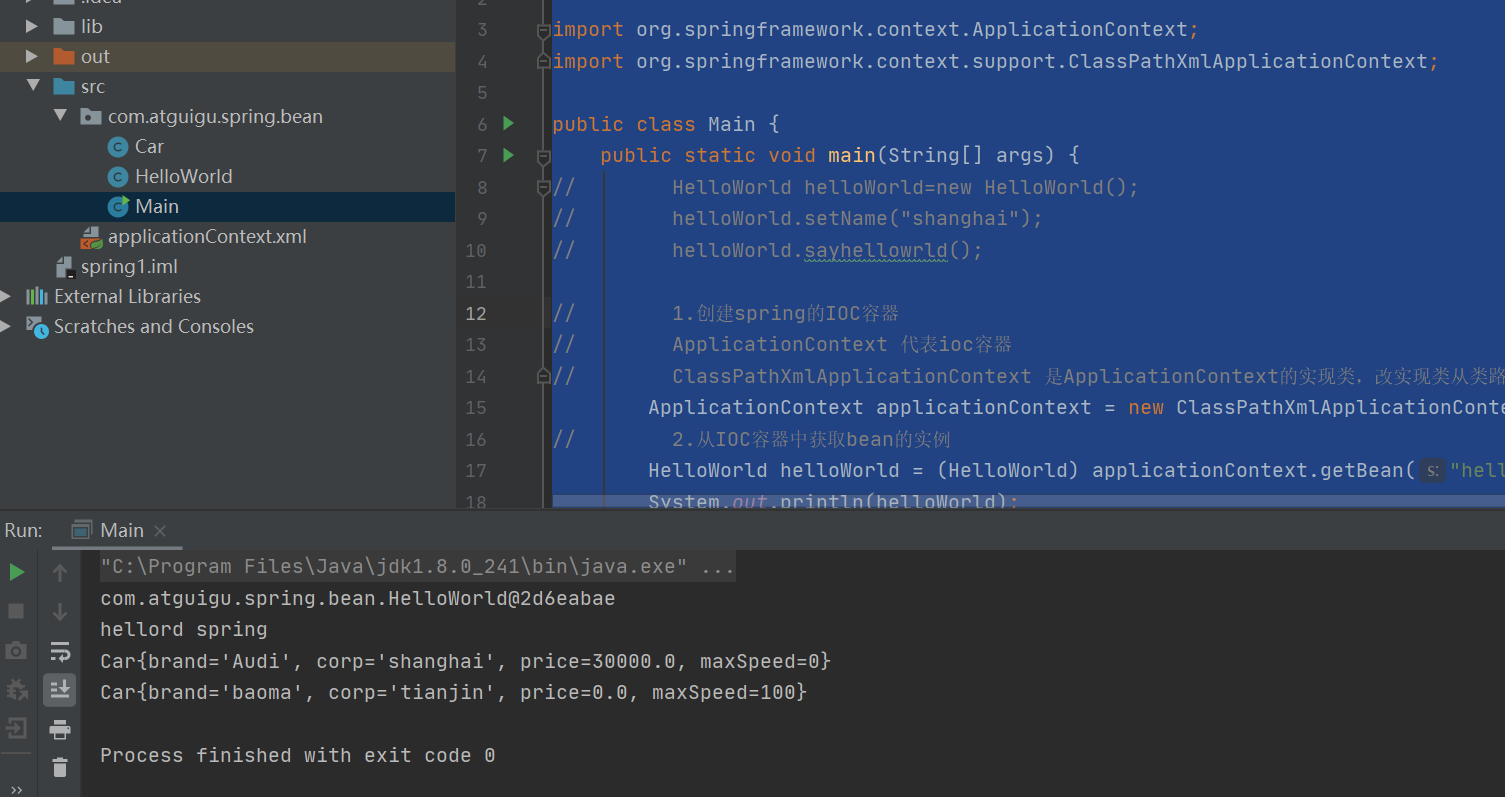 .idea
lib
out
src
com.atguigu.spring.bean
Car
HelloWorld
Main
applicationContext.xml
spring1.iml
External Libraries
Scratches and Consoles
2
3 import org.springframework.context.ApplicationContext;
4 import org.springframework.context.support.ClassPathXmlApplicationContext;
5
6 public class Main {
7 public static void main(String[] args) {
8 // HelloWorld helloWorld=new HelloWorld();
9 // helloWorld.setName("shanghai");
10 // helloWorld.sayhellowrld();
11
12 // 1.创建spring的IOC容器
13 // ApplicationContext 代表ioc容器
14 // ClassPathXmlApplicationContext 是ApplicationContext的实现类，改实现类从类路
15 ApplicationContext applicationContext = new ClassPathXmlApplicationConte
16 // 2.从IOC容器中获取bean的实例
17 HelloWorld helloWorld = (HelloWorld) applicationContext.getBean( s: "hell
18 System.out.println(helloWorld);
Run: Main
"C:\Program Files\Java\jdk1.8.0_241\bin\java.exe" ...
com.atguigu.spring.bean.HelloWorld@2d6eabae
hellord spring
Car{brand='Audi', corp='shanghai', price=30000.0, maxSpeed=0}
Car{brand='baoma', corp='tianjin', price=0.0, maxSpeed=100}
Process finished with exit code 0